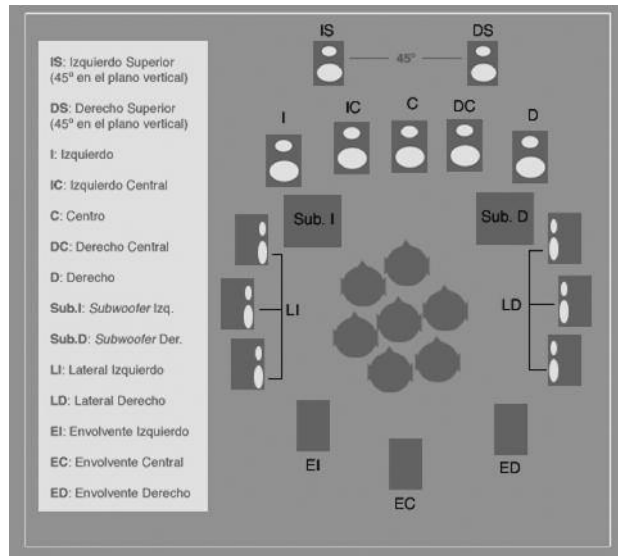 IS: Izquierdo Superior
(45º en el plano vertical)
DS: Derecho Superior
(45º en el plano vertical)
I: Izquierdo
IC: Izquierdo Central
C: Centro
DC: Derecho Central
D: Derecho
Sub.I: Subwoofer Izq.
Sub.D: Subwoofer Der.
LI: Lateral Izquierdo
LD: Lateral Derecho
EI: Envolvente Izquierdo
EC: Envolvente Central
ED: Envolvente Derecho
IS
DS
45º
I
IC
C
DC
D
Sub. I
Sub. D
LI
LD
EI
ED
EC